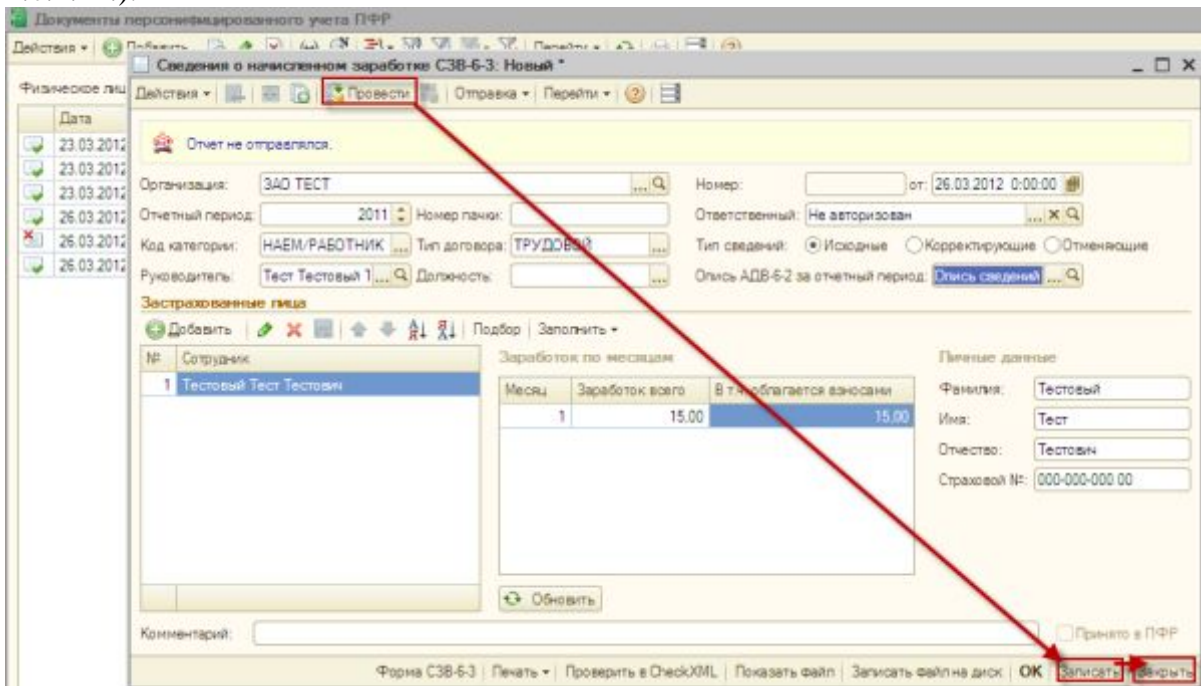 Документы персонифицированного учета ПФР
Действия Добавить Перейти
Сведения о начисленном заработке СЗВ-6-3: Новый *
Физическое лиц
Действия Провести Отправка Перейти
Дата
23.03.2012
23.03.2012
23.03.2012
26.03.2012
26.03.2012
26.03.2012
Отчет не отправлялся.
Организация: ЗАО ТЕСТ ... Номер: от: 26.03.2012 0:00:00
Отчетный период: 2011 Номер пачки: Ответственный: Не авторизован ... X
Код категории: НАЕМ/РАБОТНИК ... Тип договора: ТРУДОВОЙ ... Тип сведений: Исходные Корректирующие Отменяющие
Руководитель: Тест Тестовый Т ... Должность: ... Опись АДВ-6-2 за отчетный период: Опись сведений ...
Застрахованные лица
Добавить Подбор Заполнить
№ Сотрудник Заработок по месяцам Личные данные
1 Тестовый Тест Тестович
Месяц Заработок всего В т.ч. облагается взносами
1 15,00 15,00
Фамилия: Тестовый
Имя: Тест
Отчество: Тестович
Страховой №: 000-000-000 00
Обновить
Комментарий: Принято в ПФР
Форма СЗВ-6-3 Печать Проверить в CheckXML Показать файл Записать файл на диск OK Записать Закрыть